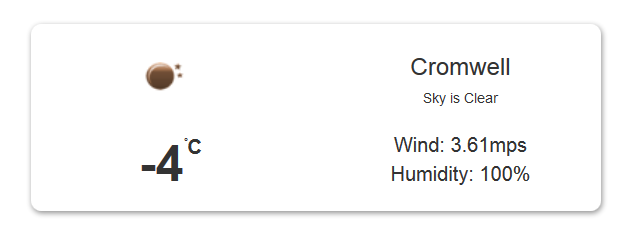 Cromwell
Sky is Clear
-4°C
Wind: 3.61mps
Humidity: 100%